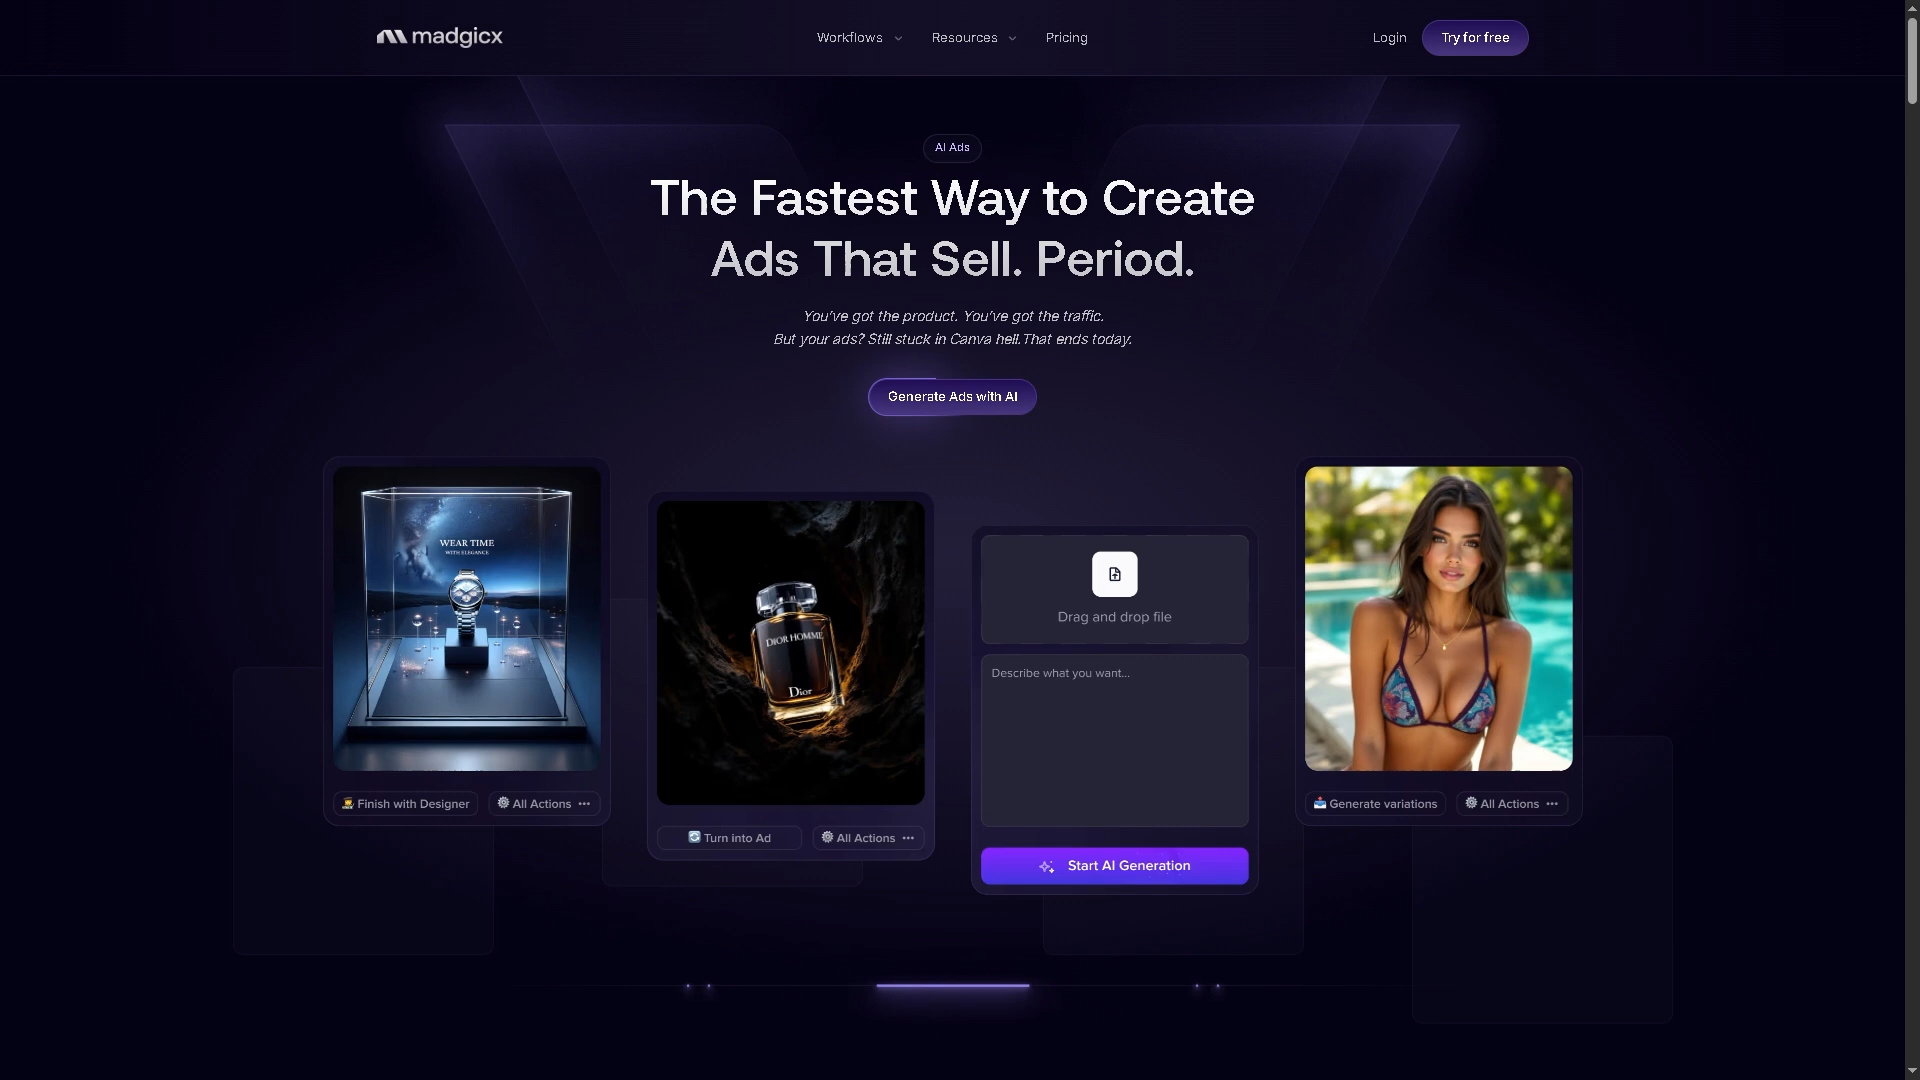 madgicx
Workflows
Resources
Pricing
Login
Try for free
AI Ads
The Fastest Way to Create
Ads That Sell. Period.
You've got the product. You've got the traffic.
But your ads? Still stuck in Canva hell.That ends today.
Generate Ads with AI
WEAR TIME
WITH ELEGANCE
Finish with Designer
All Actions
DIOR HOMME
Dior
Turn into Ad
All Actions
Drag and drop file
Describe what you want...
Start AI Generation
Generate variations
All Actions